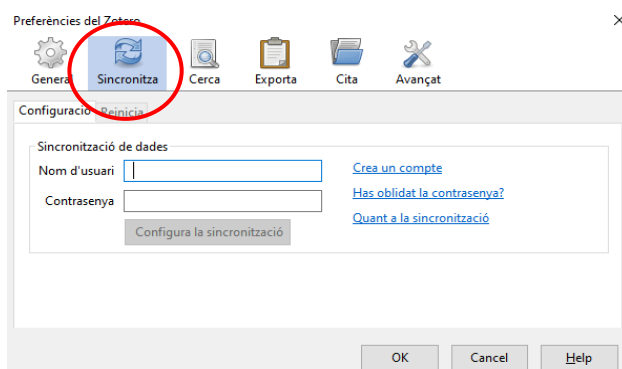 Preferències del Zotero
General Sincronitza Cerca Exporta Cita Avançat
Configuració Reinicia
Sincronització de dades
Nom d'usuari Crea un compte
Has oblidat la contrasenya?
Contrasenya
Quant a la sincronització
Configura la sincronització
OK Cancel Help